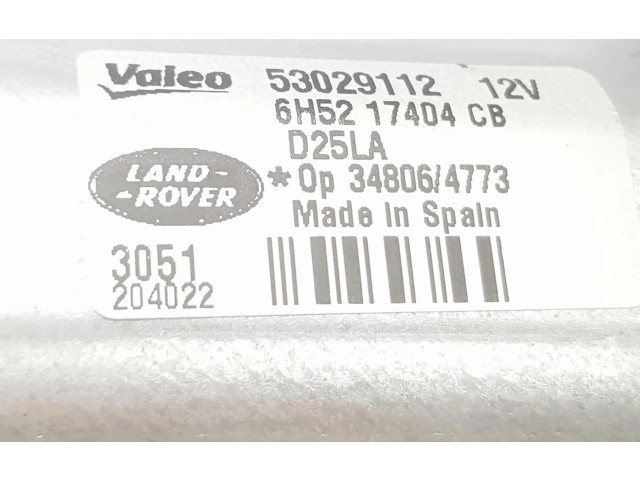 Valeo 53029112 12V
6H52 17404 CB
D25LA
LAND-
-ROVER
* Op 34806/4773
Made In Spain
3051
204022